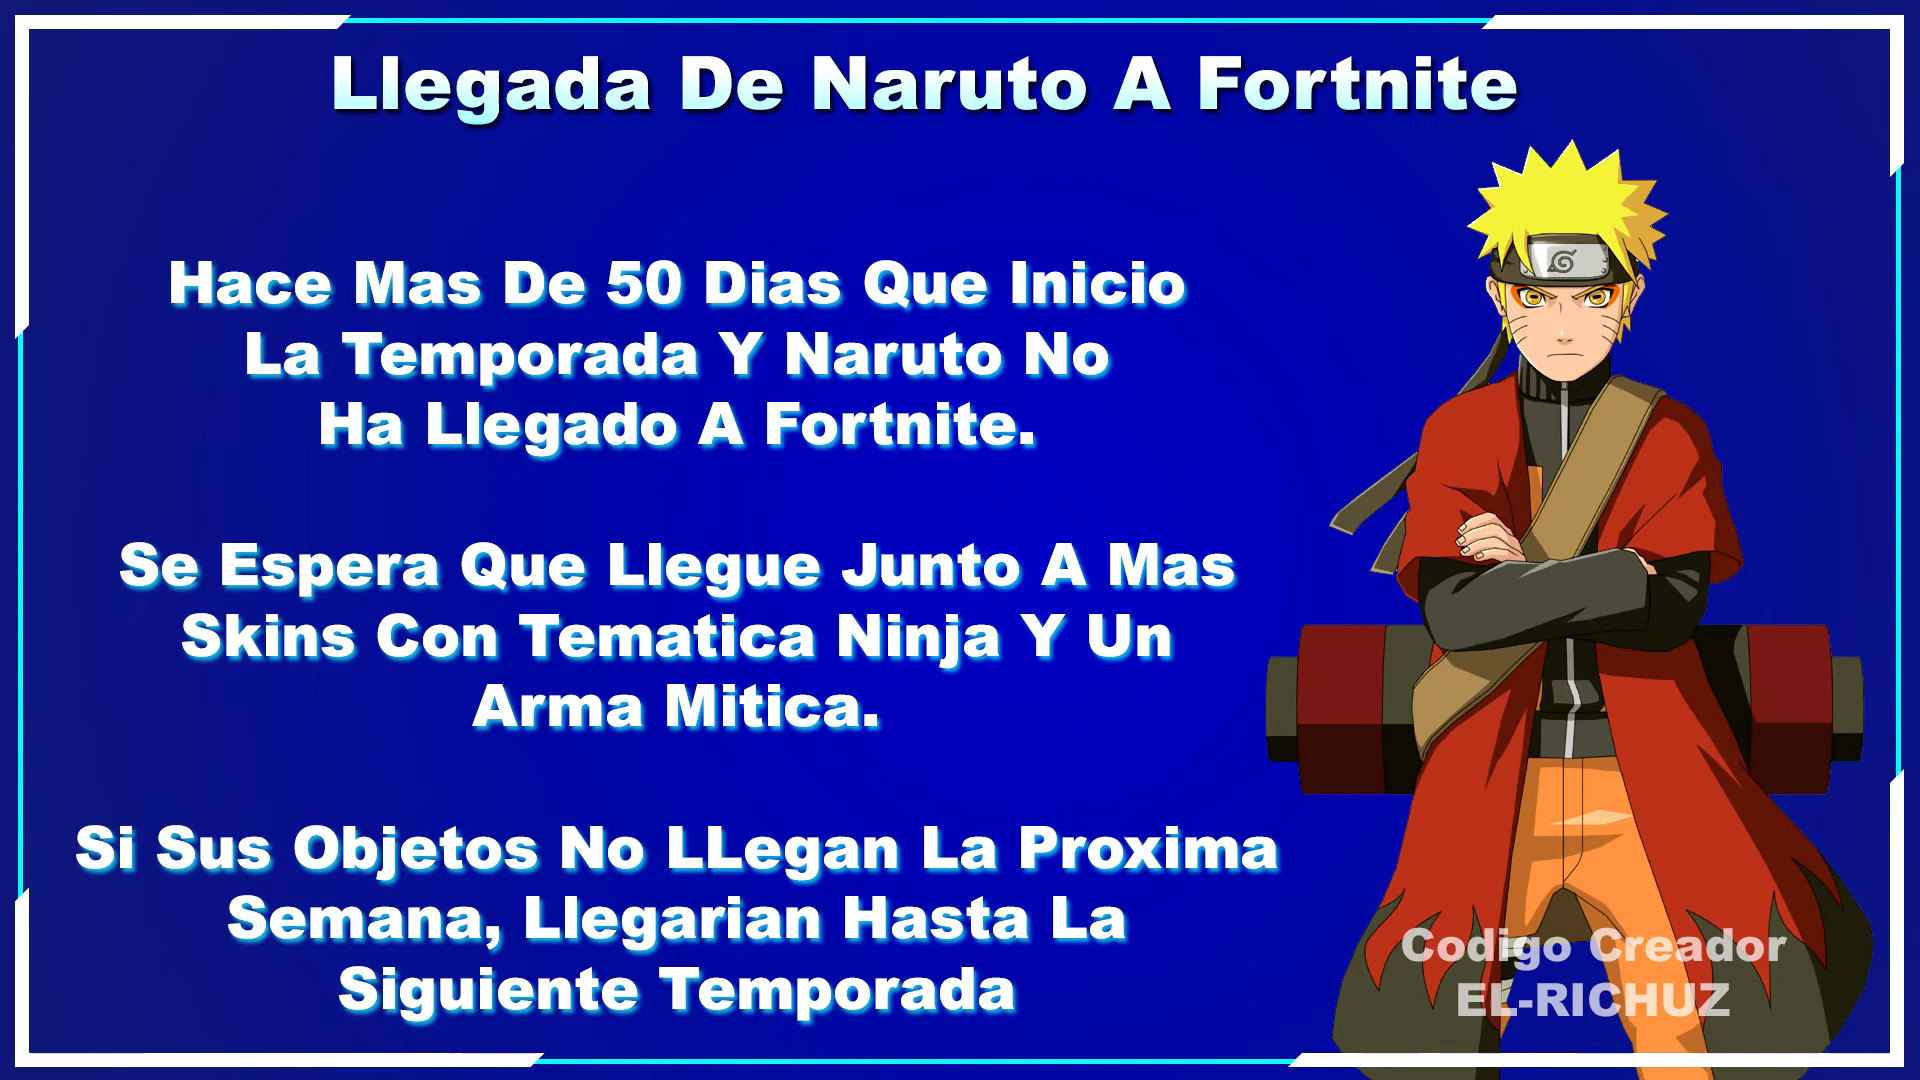 Llegada De Naruto A Fortnite
Hace Mas De 50 Dias Que Inicio
La Temporada Y Naruto No
Ha Llegado A Fortnite.
Se Espera Que Llegue Junto A Mas
Skins Con Tematica Ninja Y Un
Arma Mitica.
Si Sus Objetos No LLegan La Proxima
Semana, Llegarian Hasta La
Siguiente Temporada
Codigo Creador
EL-RICHUZ